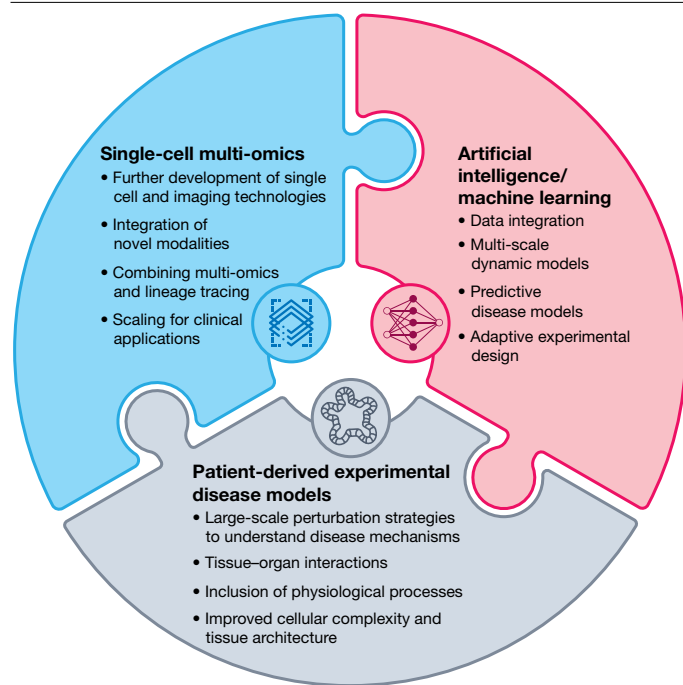 Single-cell multi-omics
• Further development of single
cell and imaging technologies
• Integration of
novel modalities
• Combining multi-omics
and lineage tracing
• Scaling for clinical
applications
Artificial
intelligence/
machine learning
• Data integration
• Multi-scale
dynamic models
• Predictive
disease models
• Adaptive experimental
design
Patient-derived experimental
disease models
• Large-scale perturbation strategies
to understand disease mechanisms
• Tissue–organ interactions
• Inclusion of physiological processes
• Improved cellular complexity and
tissue architecture